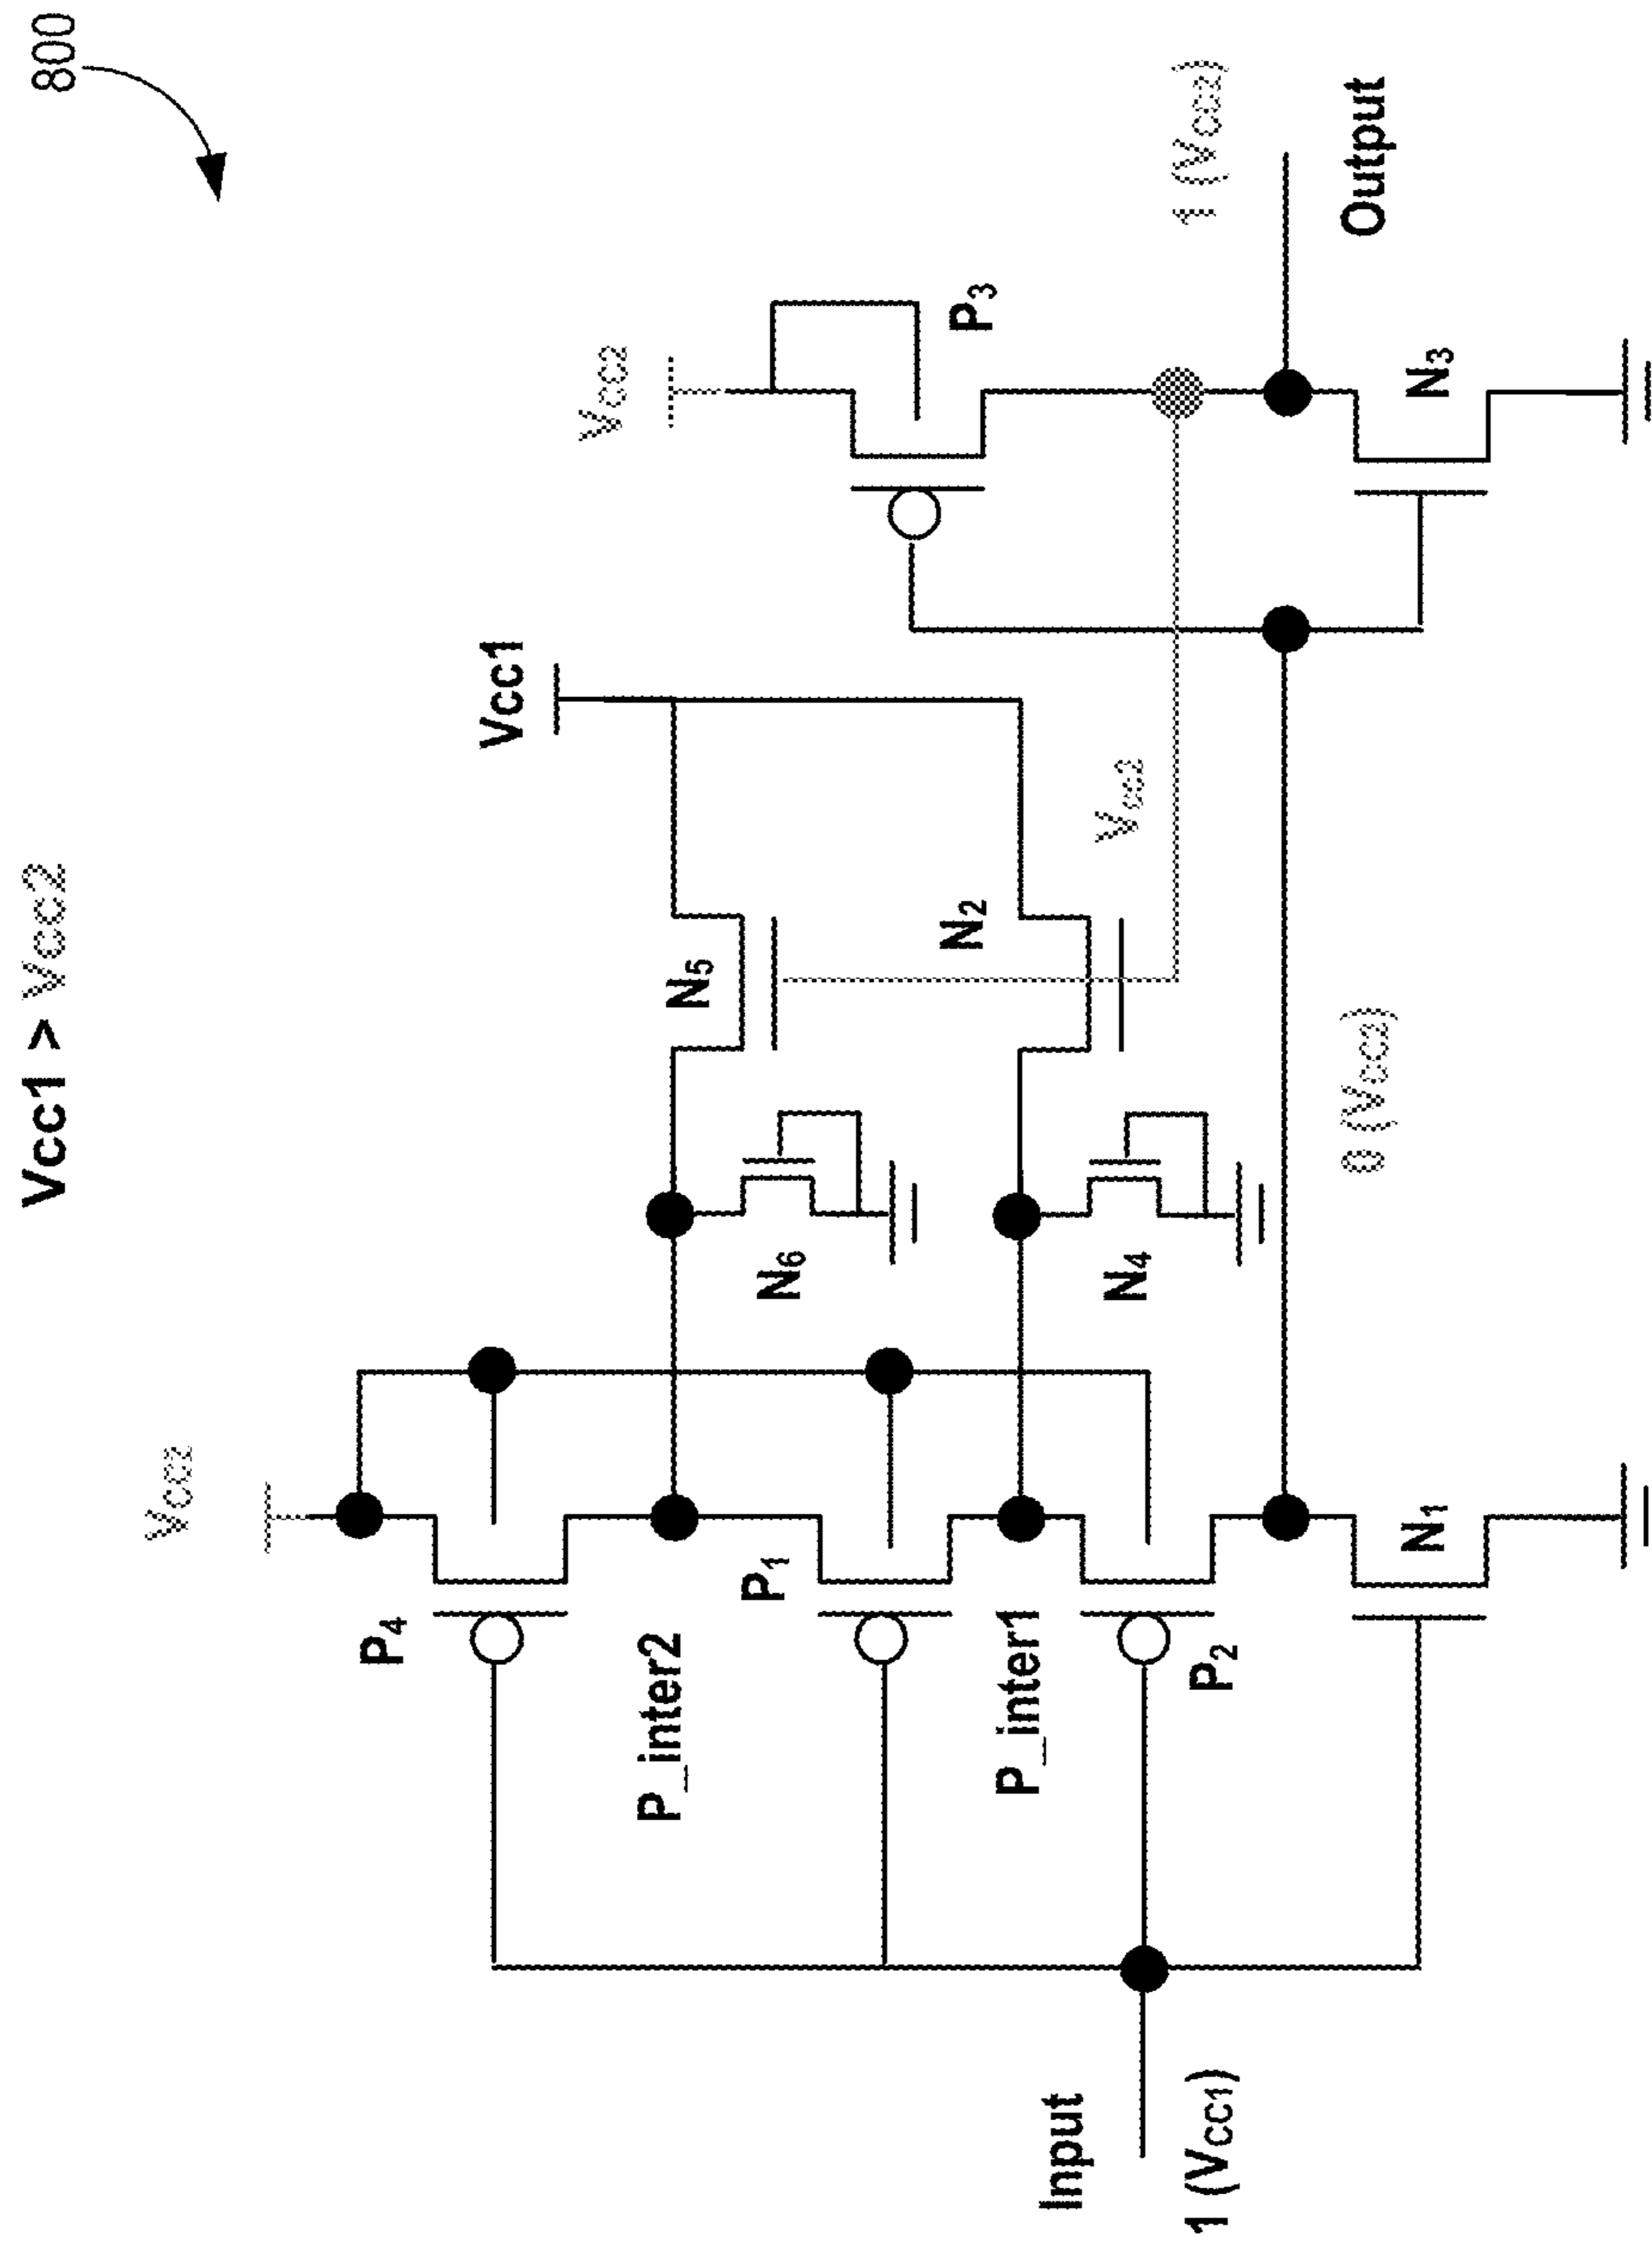 Vcc1 > Vcc2
800
Vcc2
P4
Vcc1
Vcc2
P_inter2
N5
P1
N6
N2
P3
P_inter1
Input
N4
Vcc2
1 (VCC1)
P2
1 (Vcc2)
0 (Vcc2)
Output
N1
N3